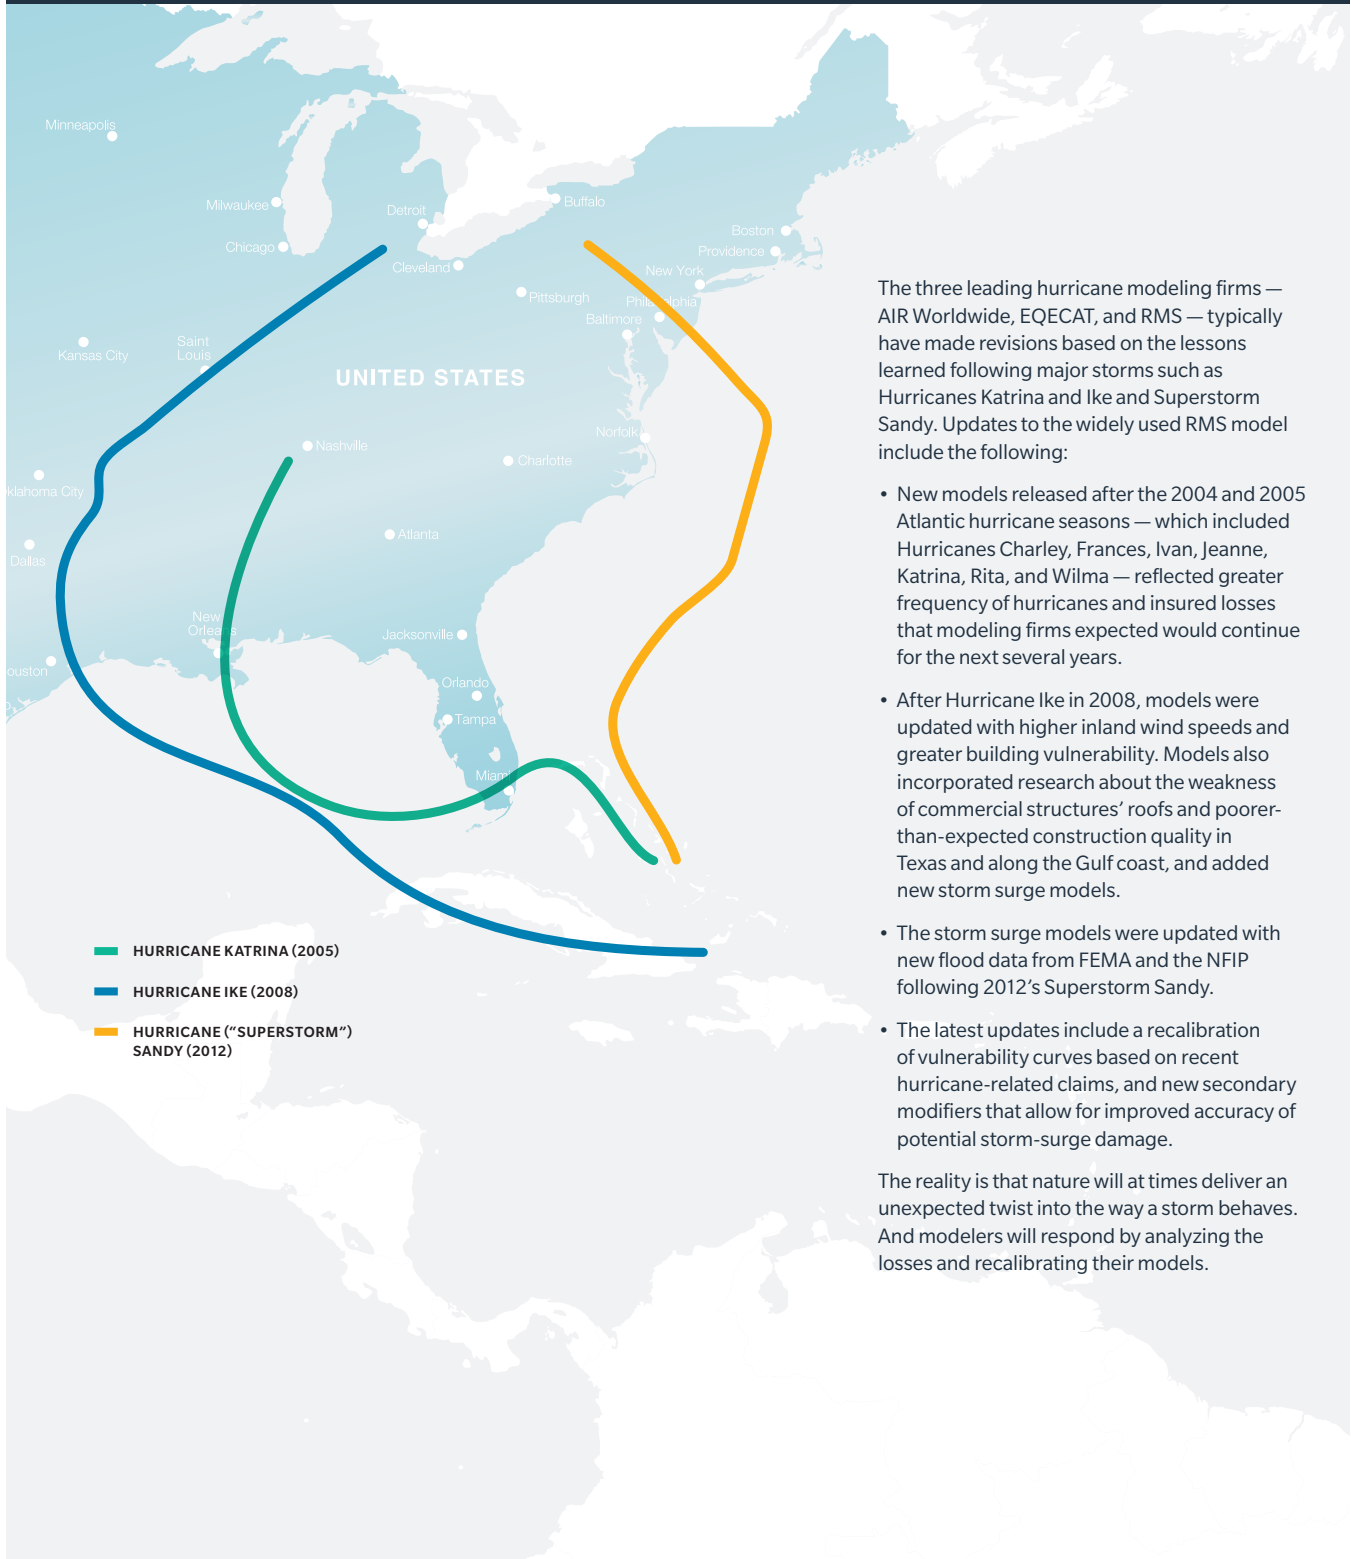 Minneapolis
Milwaukee
Detroit
Buffalo
Chicago
Cleveland
Boston
Providence
New York
Pittsburgh
Philadelphia
Baltimore
Kansas City
Saint
Louis
UNITED STATES
Norfolk
Nashville
Charlotte
klahoma City
Atlanta
Dallas
New
Orleans
Jacksonville
ouston
Orlando
Tampa
Miami
HURRICANE KATRINA (2005)
HURRICANE IKE (2008)
HURRICANE (“SUPERSTORM”)
SANDY (2012)
The three leading hurricane modeling firms —
AIR Worldwide, EQECAT, and RMS — typically
have made revisions based on the lessons
learned following major storms such as
Hurricanes Katrina and Ike and Superstorm
Sandy. Updates to the widely used RMS model
include the following:
• New models released after the 2004 and 2005
Atlantic hurricane seasons — which included
Hurricanes Charley, Frances, Ivan, Jeanne,
Katrina, Rita, and Wilma — reflected greater
frequency of hurricanes and insured losses
that modeling firms expected would continue
for the next several years.
• After Hurricane Ike in 2008, models were
updated with higher inland wind speeds and
greater building vulnerability. Models also
incorporated research about the weakness
of commercial structures’ roofs and poorer-
than-expected construction quality in
Texas and along the Gulf coast, and added
new storm surge models.
• The storm surge models were updated with
new flood data from FEMA and the NFIP
following 2012’s Superstorm Sandy.
• The latest updates include a recalibration
of vulnerability curves based on recent
hurricane-related claims, and new secondary
modifiers that allow for improved accuracy of
potential storm-surge damage.
The reality is that nature will at times deliver an
unexpected twist into the way a storm behaves.
And modelers will respond by analyzing the
losses and recalibrating their models.